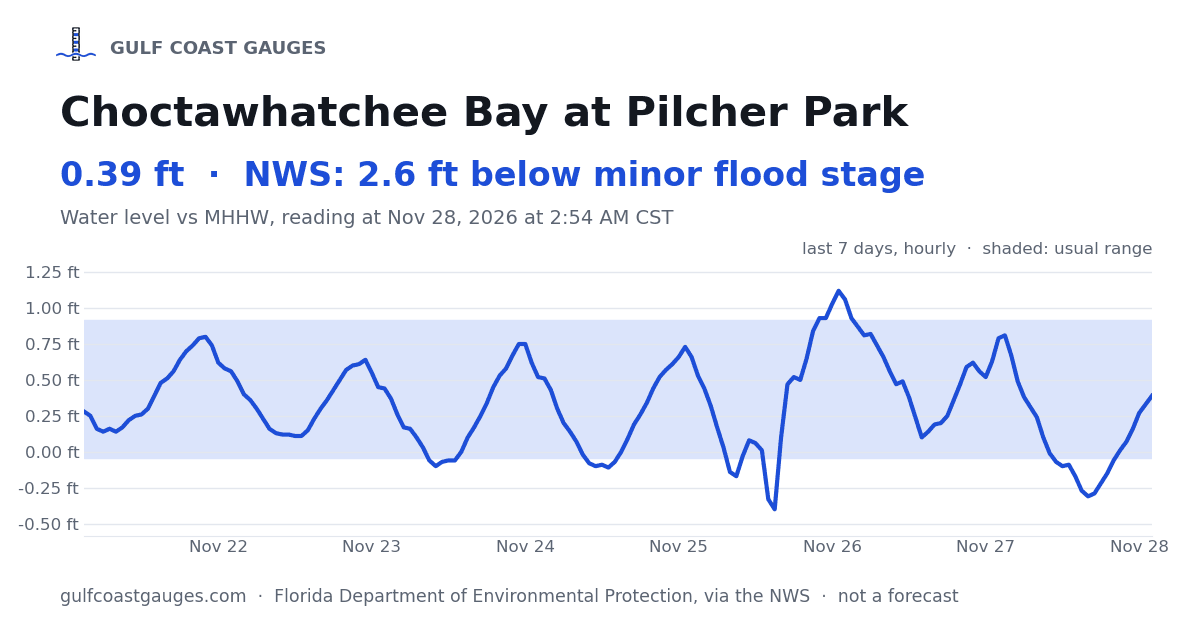 GULF COAST GAUGES
Choctawhatchee Bay at Pilcher Park
0.39 ft · NWS: 2.6 ft below minor flood stage
Water level vs MHHW, reading at Nov 28, 2026 at 2:54 AM CST
last 7 days, hourly · shaded: usual range
1.25 ft
1.00 ft
0.75 ft
0.50 ft
0.25 ft
0.00 ft
-0.25 ft
-0.50 ft
Nov 22 Nov 23 Nov 24 Nov 25 Nov 26 Nov 27 Nov 28
gulfcoastgauges.com · Florida Department of Environmental Protection, via the NWS · not a forecast